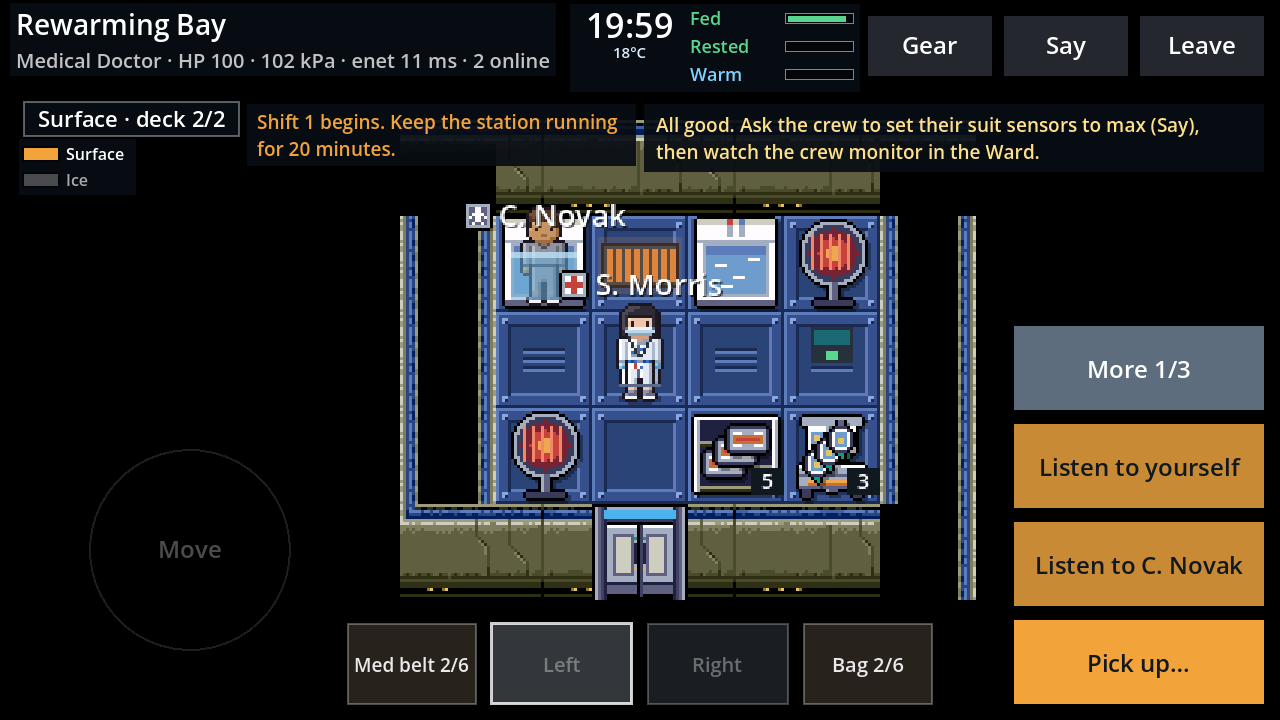 Rewarming Bay
Medical Doctor · HP 100 · 102 kPa · enet 11 ms · 2 online
19:59
18°C
Fed
Rested
Warm
Gear
Say
Leave
Surface · deck 2/2
Surface
Ice
Shift 1 begins. Keep the station running
for 20 minutes.
All good. Ask the crew to set their suit sensors to max (Say),
then watch the crew monitor in the Ward.
C. Novak
S. Morris
5
3
Move
More 1/3
Listen to yourself
Listen to C. Novak
Pick up...
Med belt 2/6
Left
Right
Bag 2/6